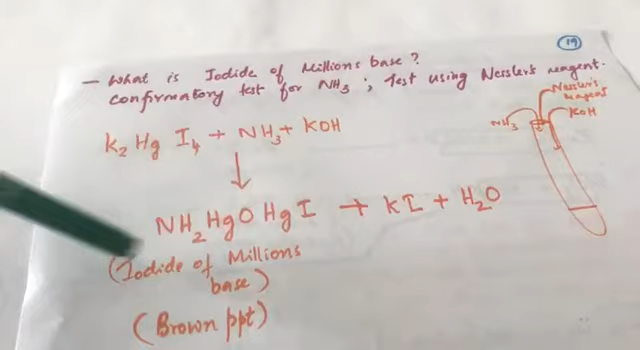 19
— What is Iodide of Millions base?
Confirmatory test for NH₃; Test using Nessler's reagent.
Nessler's
reagent
NH₃
KOH
K₂ Hg I₄ + NH₃ + KOH
↓
NH₂ HgO HgI + KI + H₂O
(Iodide of Millions
base)
(Brown ppt)